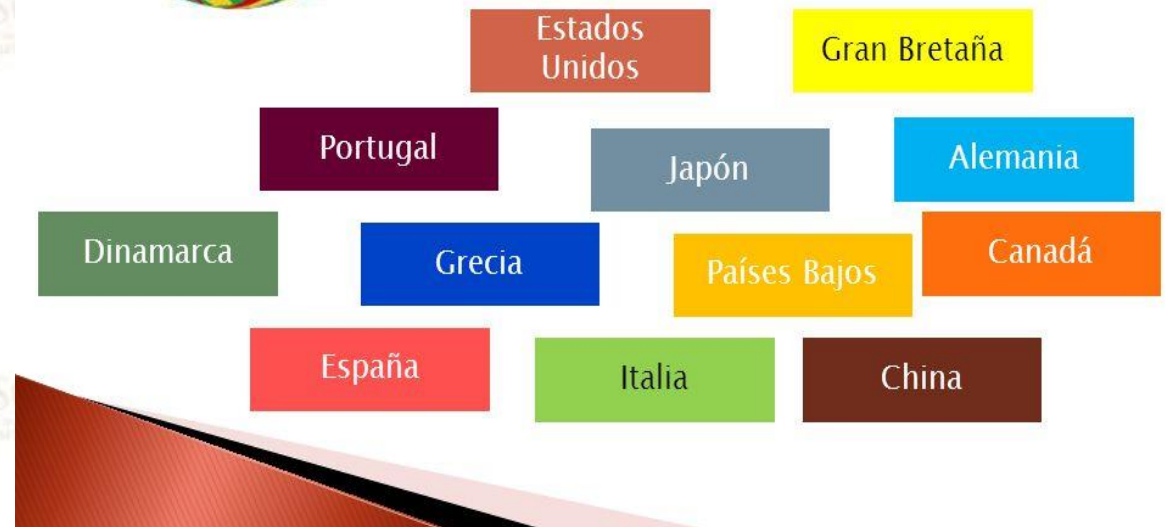 Estados
Unidos
Gran Bretaña
Portugal
Japón
Alemania
Dinamarca
Grecia
Países Bajos
Canadá
España
Italia
China